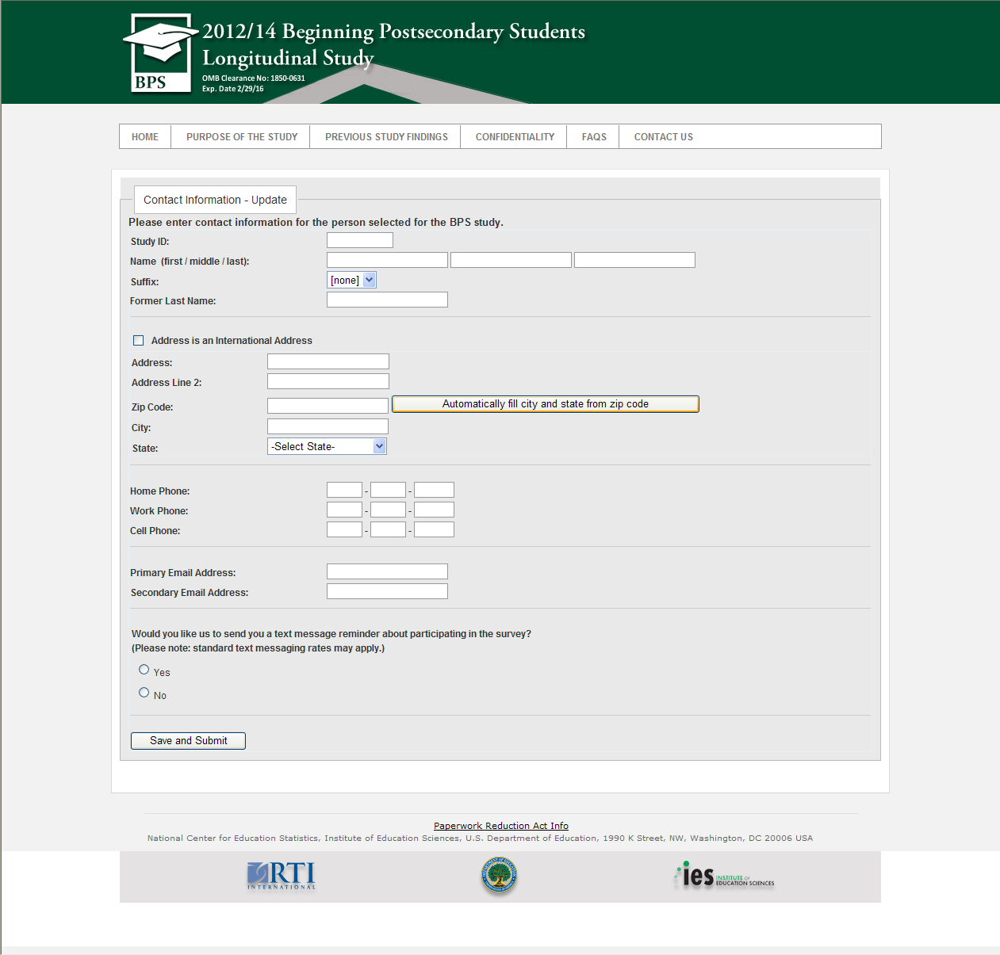 2012/14 Beginning Postsecondary Students
Longitudinal Study
BPS
OMB Clearance No: 1850-0631
Exp. Date 2/29/16
HOME
PURPOSE OF THE STUDY
PREVIOUS STUDY FINDINGS
CONFIDENTIALITY
FAQS
CONTACT US
Contact Information - Update
Please enter contact information for the person selected for the BPS study.
Study ID:
Name (first / middle / last):
Suffix: [none]
Former Last Name:
Address is an International Address
Address:
Address Line 2:
Zip Code: Automatically fill city and state from zip code
City:
State: -Select State-
Home Phone: - -
Work Phone: - -
Cell Phone: - -
Primary Email Address:
Secondary Email Address:
Would you like us to send you a text message reminder about participating in the survey?
(Please note: standard text messaging rates may apply.)
Yes
No
Save and Submit
Paperwork Reduction Act Info
National Center for Education Statistics, Institute of Education Sciences, U.S. Department of Education, 1990 K Street, NW, Washington, DC 20006 USA
RTI
INTERNATIONAL
ies INSTITUTE OF
EDUCATION SCIENCES